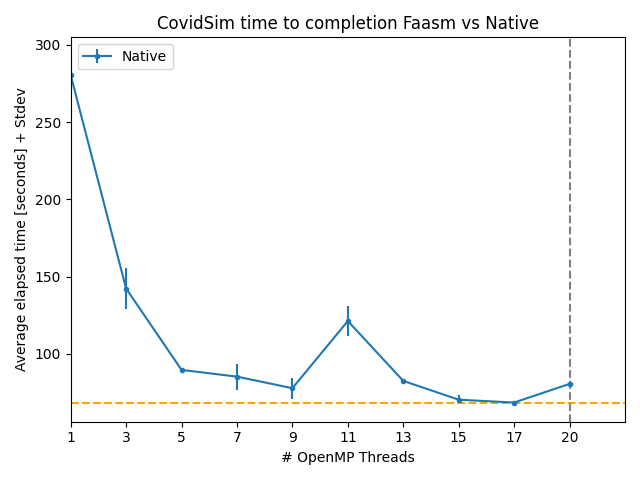 CovidSim time to completion Faasm vs Native
Native
Average elapsed time [seconds] + Stdev
300
250
200
150
100
1 3 5 7 9 11 13 15 17 20
# OpenMP Threads